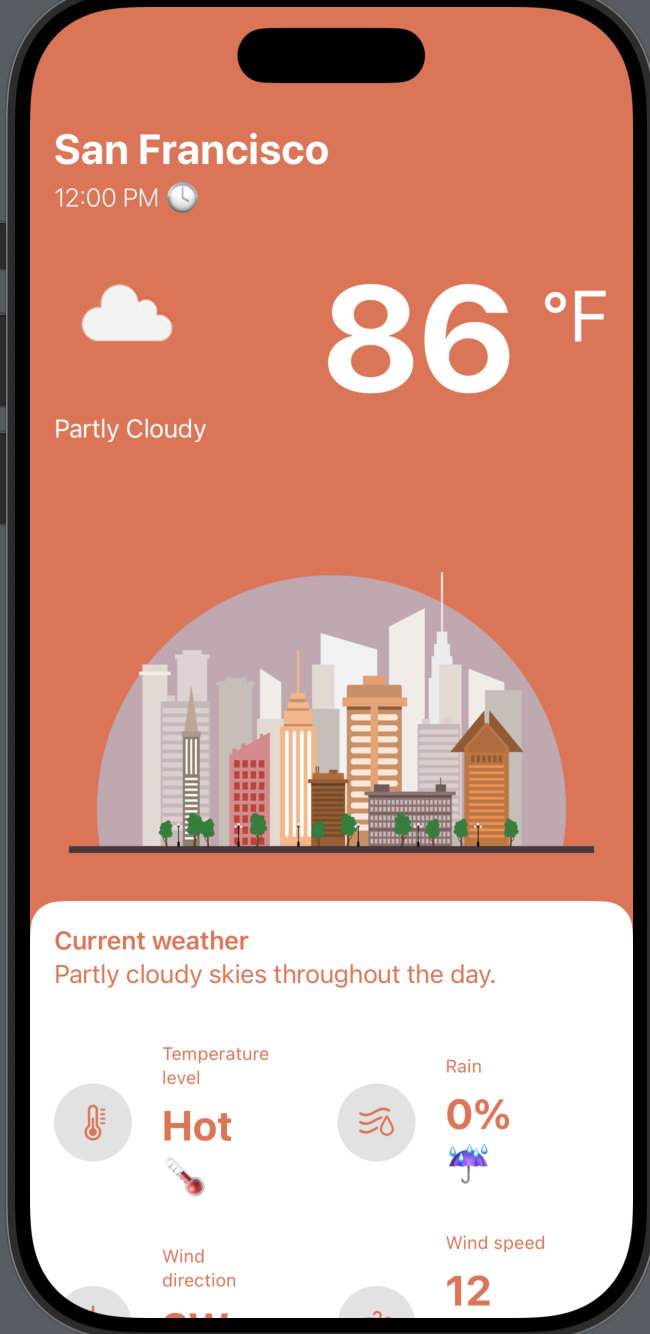 San Francisco
12:00 PM
86 °F
Partly Cloudy
Current weather
Partly cloudy skies throughout the day.
Temperature
level
Hot
Rain
0%
Wind
direction
Wind speed
12